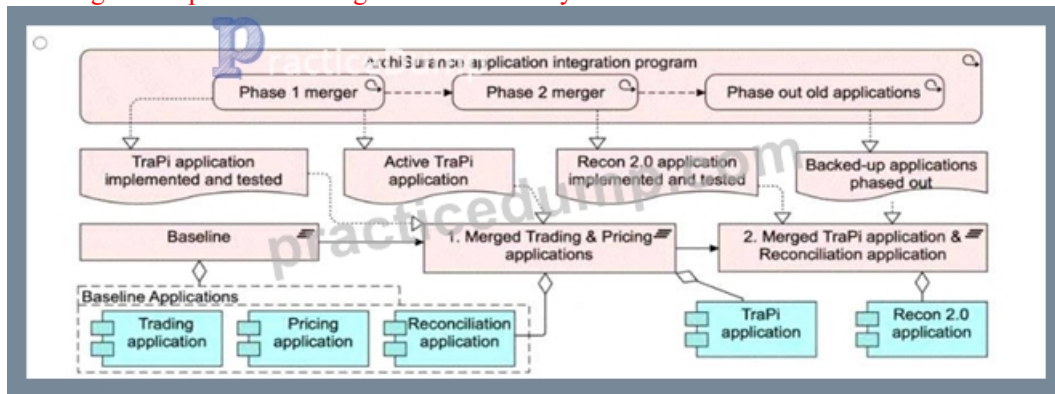 PracticeDump
ArchiSurance application integration program
Phase 1 merger
Phase 2 merger
Phase out old applications
TraPi application
implemented and tested
Active TraPi
application
Recon 2.0 application
implemented and tested
Backed-up applications
phased out
practicedump.com
Baseline
1. Merged Trading & Pricing
applications
2. Merged TraPi application &
Reconciliation application
Baseline Applications
Trading
application
Pricing
application
Reconciliation
application
TraPi
application
Recon 2.0
application